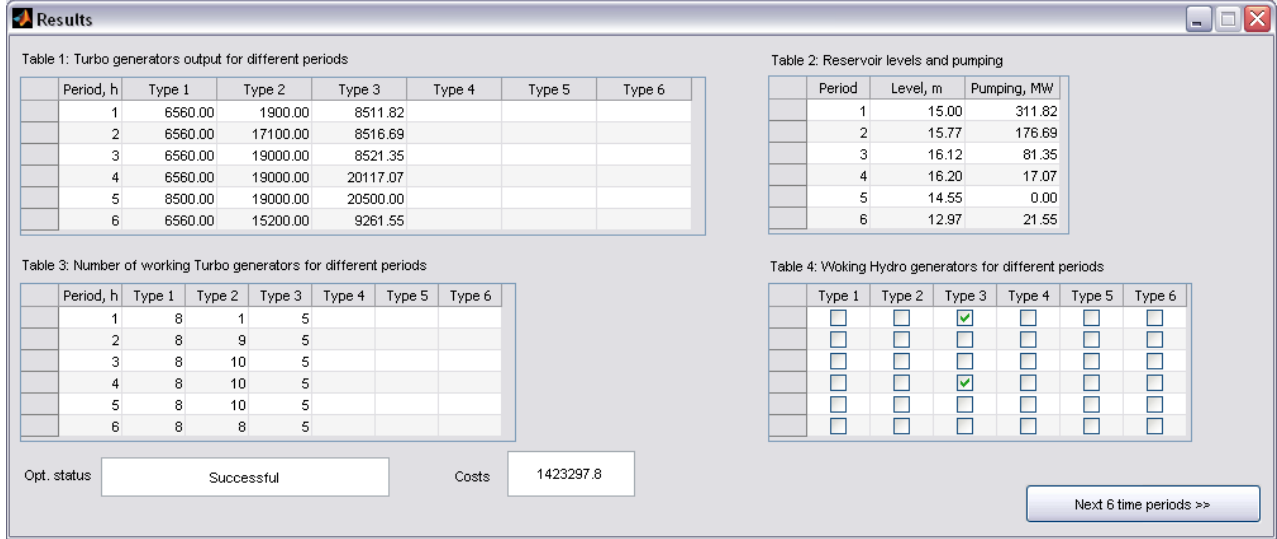 Results
Table 1: Turbo generators output for different periods
Period, h Type 1 Type 2 Type 3 Type 4 Type 5 Type 6
1 6560.00 1900.00 8511.82
2 6560.00 17100.00 8516.69
3 6560.00 19000.00 8521.35
4 6560.00 19000.00 20117.07
5 8500.00 19000.00 20500.00
6 6560.00 15200.00 9261.55
Table 2: Reservoir levels and pumping
Period Level, m Pumping, MW
1 15.00 311.82
2 15.77 176.69
3 16.12 81.35
4 16.20 17.07
5 14.55 0.00
6 12.97 21.55
Table 3: Number of working Turbo generators for different periods
Period, h Type 1 Type 2 Type 3 Type 4 Type 5 Type 6
1 8 1 5
2 8 9 5
3 8 10 5
4 8 10 5
5 8 10 5
6 8 8 5
Table 4: Woking Hydro generators for different periods
Type 1 Type 2 Type 3 Type 4 Type 5 Type 6
Opt. status Successful Costs 1423297.8
Next 6 time periods >>